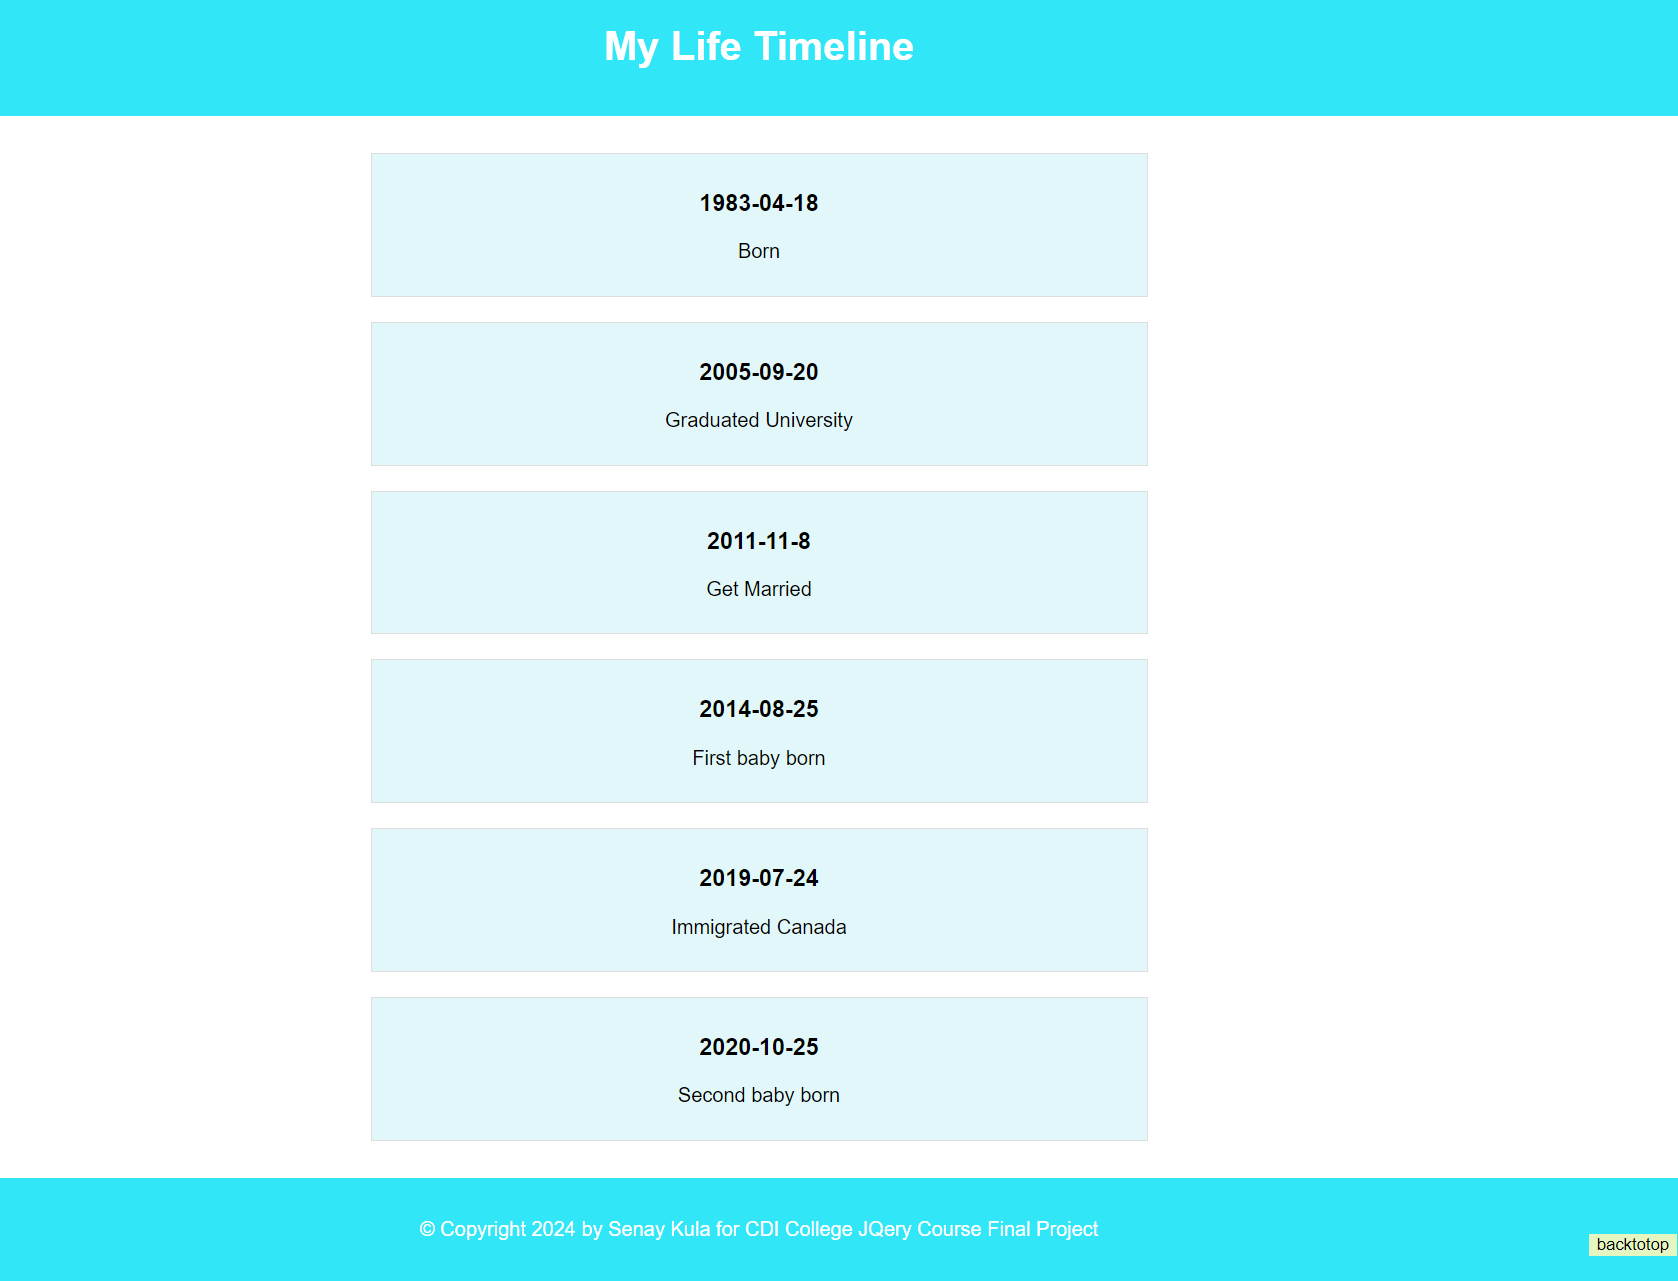 My Life Timeline
1983-04-18
Born
2005-09-20
Graduated University
2011-11-8
Get Married
2014-08-25
First baby born
2019-07-24
Immigrated Canada
2020-10-25
Second baby born
© Copyright 2024 by Senay Kula for CDI College JQery Course Final Project
backtotop